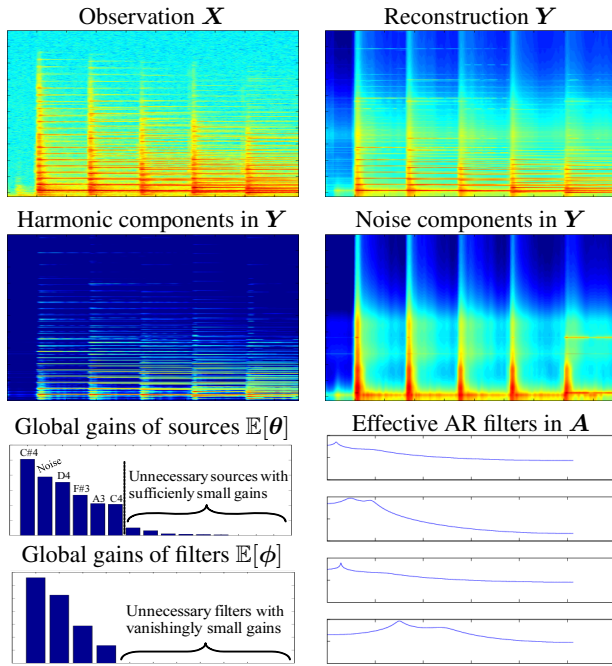 Observation X
Reconstruction Y
Harmonic components in Y
Noise components in Y
Global gains of sources 𝔼[θ]
C#4
Noise
D4
F#3
A3
C4
Unnecessary sources with
sufficienly small gains
Effective AR filters in A
Global gains of filters 𝔼[ϕ]
Unnecessary filters with
vanishingly small gains